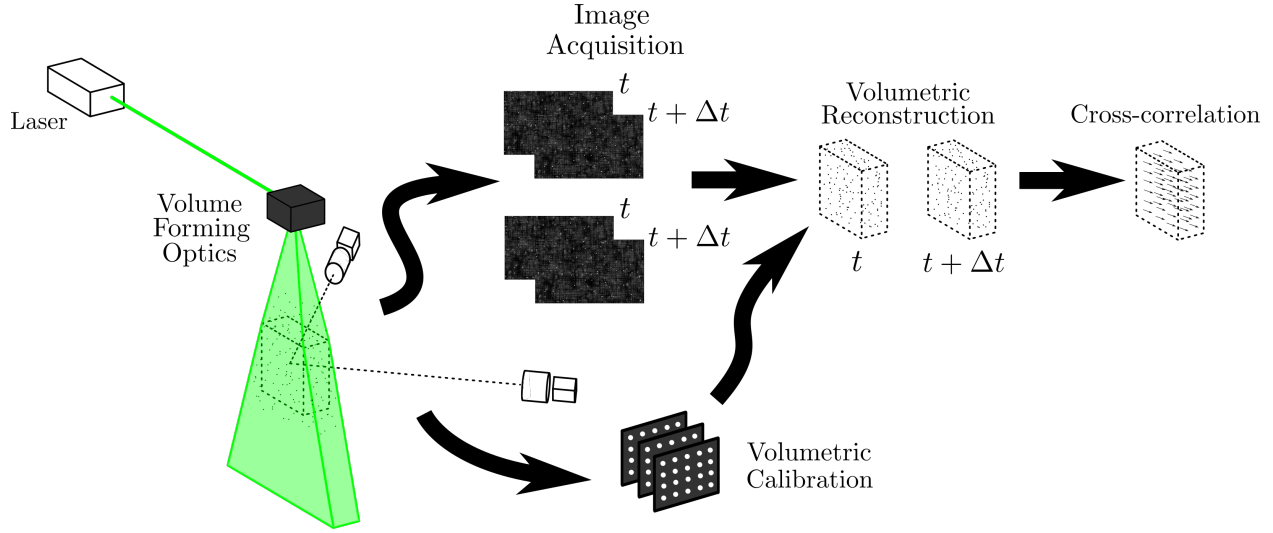 Image
Acquisition
t
t + Δt
Laser
Volume
Forming
Optics
t
t + Δt
Volumetric
Reconstruction
t
t + Δt
Cross-correlation
Volumetric
Calibration